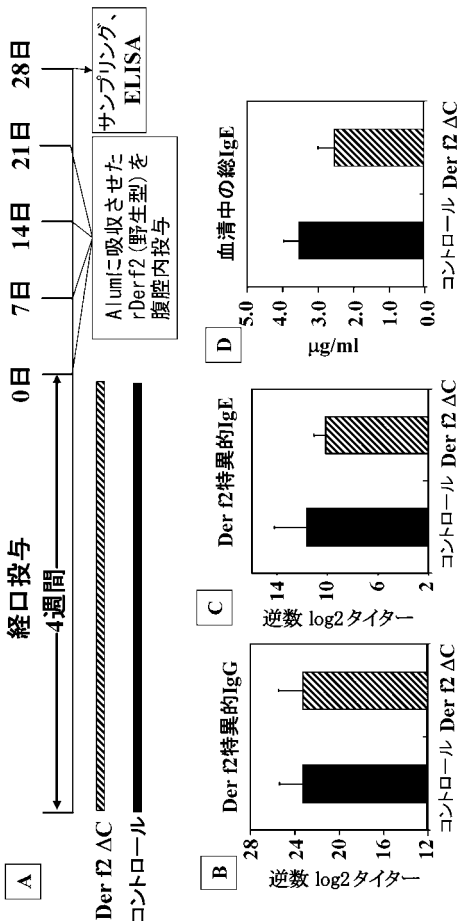 A
経口投与
4週間
0日
7日
14日
21日
28日
Der f2 ΔC
コントロール
Alumに吸収させた
rDerf2(野生型)を
腹腔内投与
サンプリング、
ELISA
B
Der f2特異的IgG
逆数 log2タイター
28
24
20
16
12
コントロール Der f2 ΔC
C
Der f2特異的IgE
逆数 log2タイター
14
10
6
2
コントロール Der f2 ΔC
D
血清中の総IgE
μg/ml
5.0
4.0
3.0
2.0
1.0
0.0
コントロール Der f2 ΔC